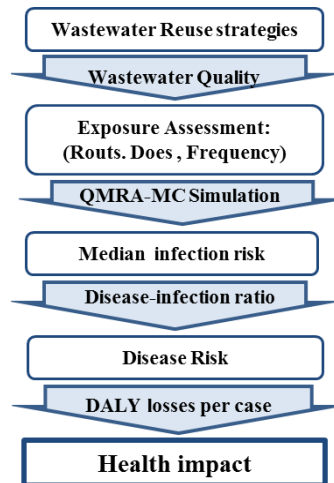 Wastewater Reuse strategies
Wastewater Quality
Exposure Assessment:
(Routs. Does , Frequency)
QMRA-MC Simulation
Median infection risk
Disease-infection ratio
Disease Risk
DALY losses per case
Health impact